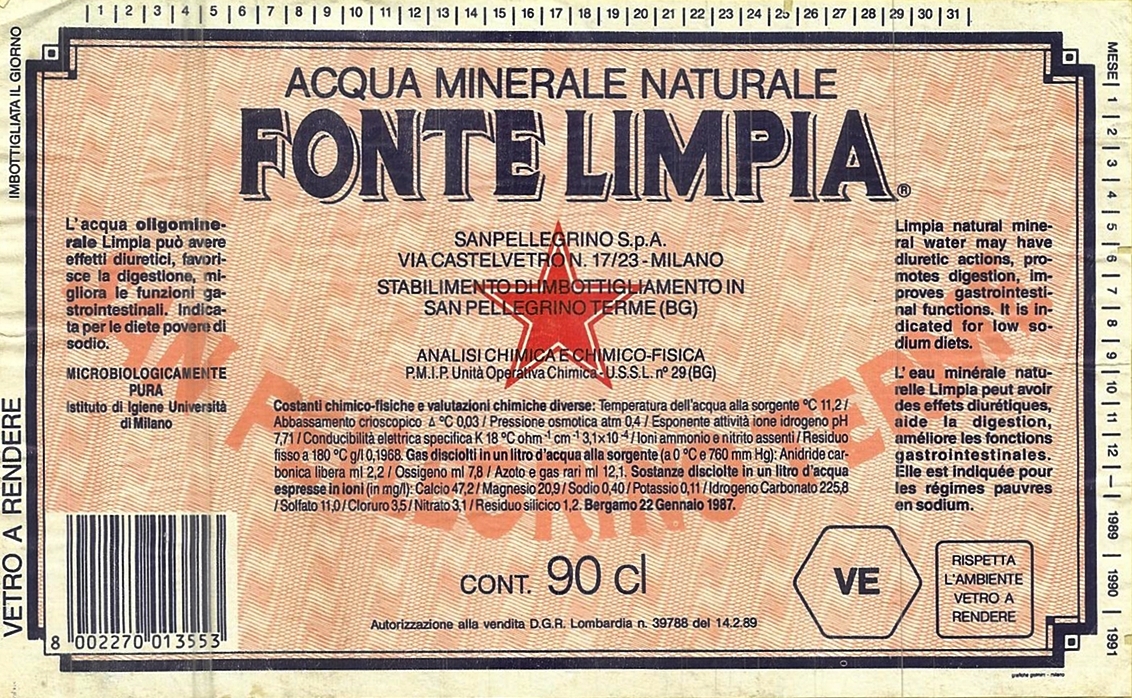 | 1 | 2 | 3 | 4 | 5 | 6 | 7 | 8 | 9 | 10 | 11 | 12 | 13 | 14 | 15 | 16 | 17 | 18 | 19 | 20 | 21 | 22 | 23 | 24 | 25 | 26 | 27 | 28 | 29 | 30 | 31 |
IMBOTTIGLIATA IL GIORNO
VETRO A RENDERE
ACQUA MINERALE NATURALE
FONTE LIMPIA®
L'acqua oligomine-
rale Limpia può avere
effetti diuretici, favori-
sce la digestione, mi-
gliora le funzioni ga-
strointestinali. Indica-
ta per le diete povere di
sodio.
MICROBIOLOGICAMENTE
PURA
Istituto di Igiene Università
di Milano
SANPELLEGRINO S.p.A.
VIA CASTELVETRO N. 17/23 - MILANO
STABILIMENTO DI IMBOTTIGLIAMENTO IN
SAN PELLEGRINO TERME (BG)
ANALISI CHIMICA E CHIMICO-FISICA
P.M.I.P. Unità Operativa Chimica - U.S.S.L. nº 29 (BG)
Costanti chimico-fisiche e valutazioni chimiche diverse: Temperatura dell'acqua alla sorgente ºC 11,2 /
Abbassamento crioscopico Δ ºC 0,03 / Pressione osmotica atm 0,4 / Esponente attività ione idrogeno pH
7,71 / Conducibilità elettrica specifica K 18 ºC ohm⁻¹ cm⁻¹ 3,1×10⁻⁴ / Ioni ammonio e nitrito assenti / Residuo
fisso a 180 ºC g/l 0,1968. Gas disciolti in un litro d'acqua alla sorgente (a 0 ºC e 760 mm Hg): Anidride car-
bonica libera ml 2,2 / Ossigeno ml 7,8 / Azoto e gas rari ml 12,1. Sostanze disciolte in un litro d'acqua
espresse in ioni (in mg/l): Calcio 47,2 / Magnesio 20,9 / Sodio 0,40 / Potassio 0,11 / Idrogeno Carbonato 225,8
/ Solfato 11,0 / Cloruro 3,5 / Nitrato 3,1 / Residuo silicico 1,2. Bergamo 22 Gennaio 1987.
Limpia natural mine-
ral water may have
diuretic actions, pro-
motes digestion, im-
proves gastrointesti-
nal functions. It is in-
dicated for low so-
dium diets.
L'eau minérale natu-
relle Limpia peut avoir
des effets diurétiques,
aide la digestion,
améliore les fonctions
gastrointestinales.
Elle est indiquée pour
les régimes pauvres
en sodium.
CONT. 90 cl
Autorizzazione alla vendita D.G.R. Lombardia n. 39788 del 14.2.89
8 002270 013553
VE
RISPETTA
L'AMBIENTE
VETRO A
RENDERE
MESE | 1 | 2 | 3 | 4 | 5 | 6 | 7 | 8 | 9 | 10 | 11 | 12 | — | 1989 | 1990 | 1991